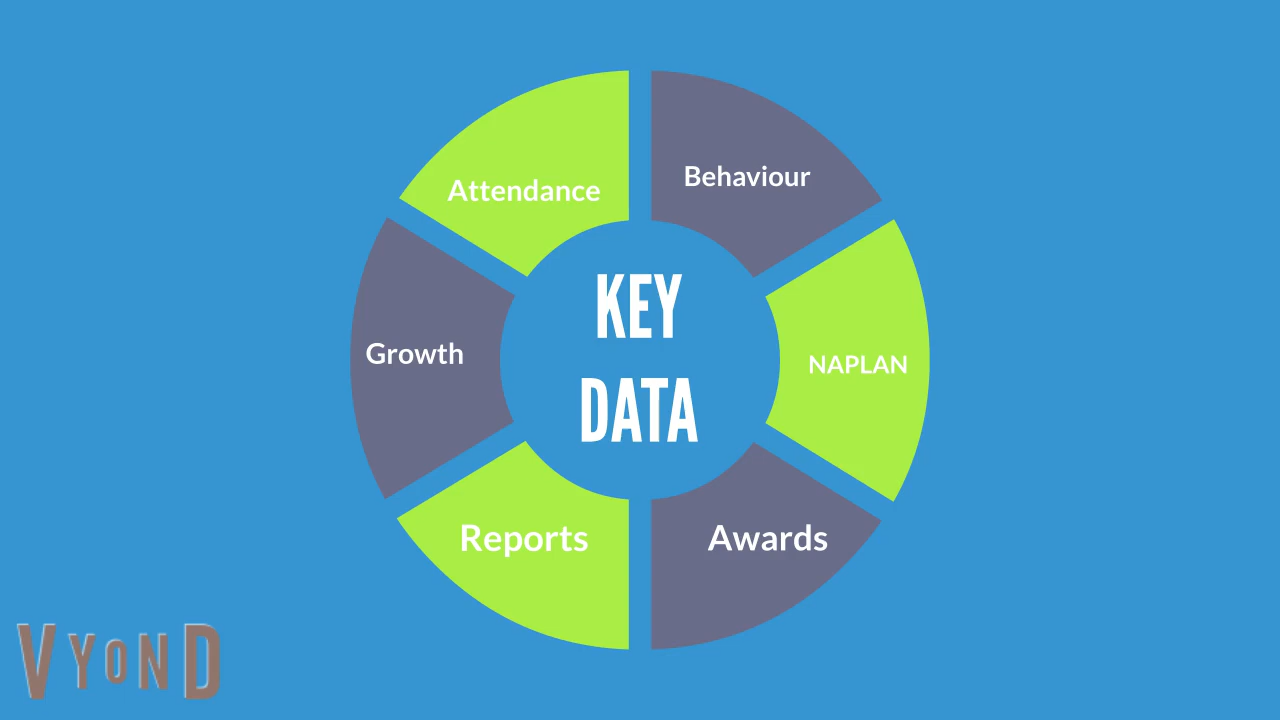 Attendance
Behaviour
Growth
KEY
DATA
NAPLAN
Reports
Awards
VYOND